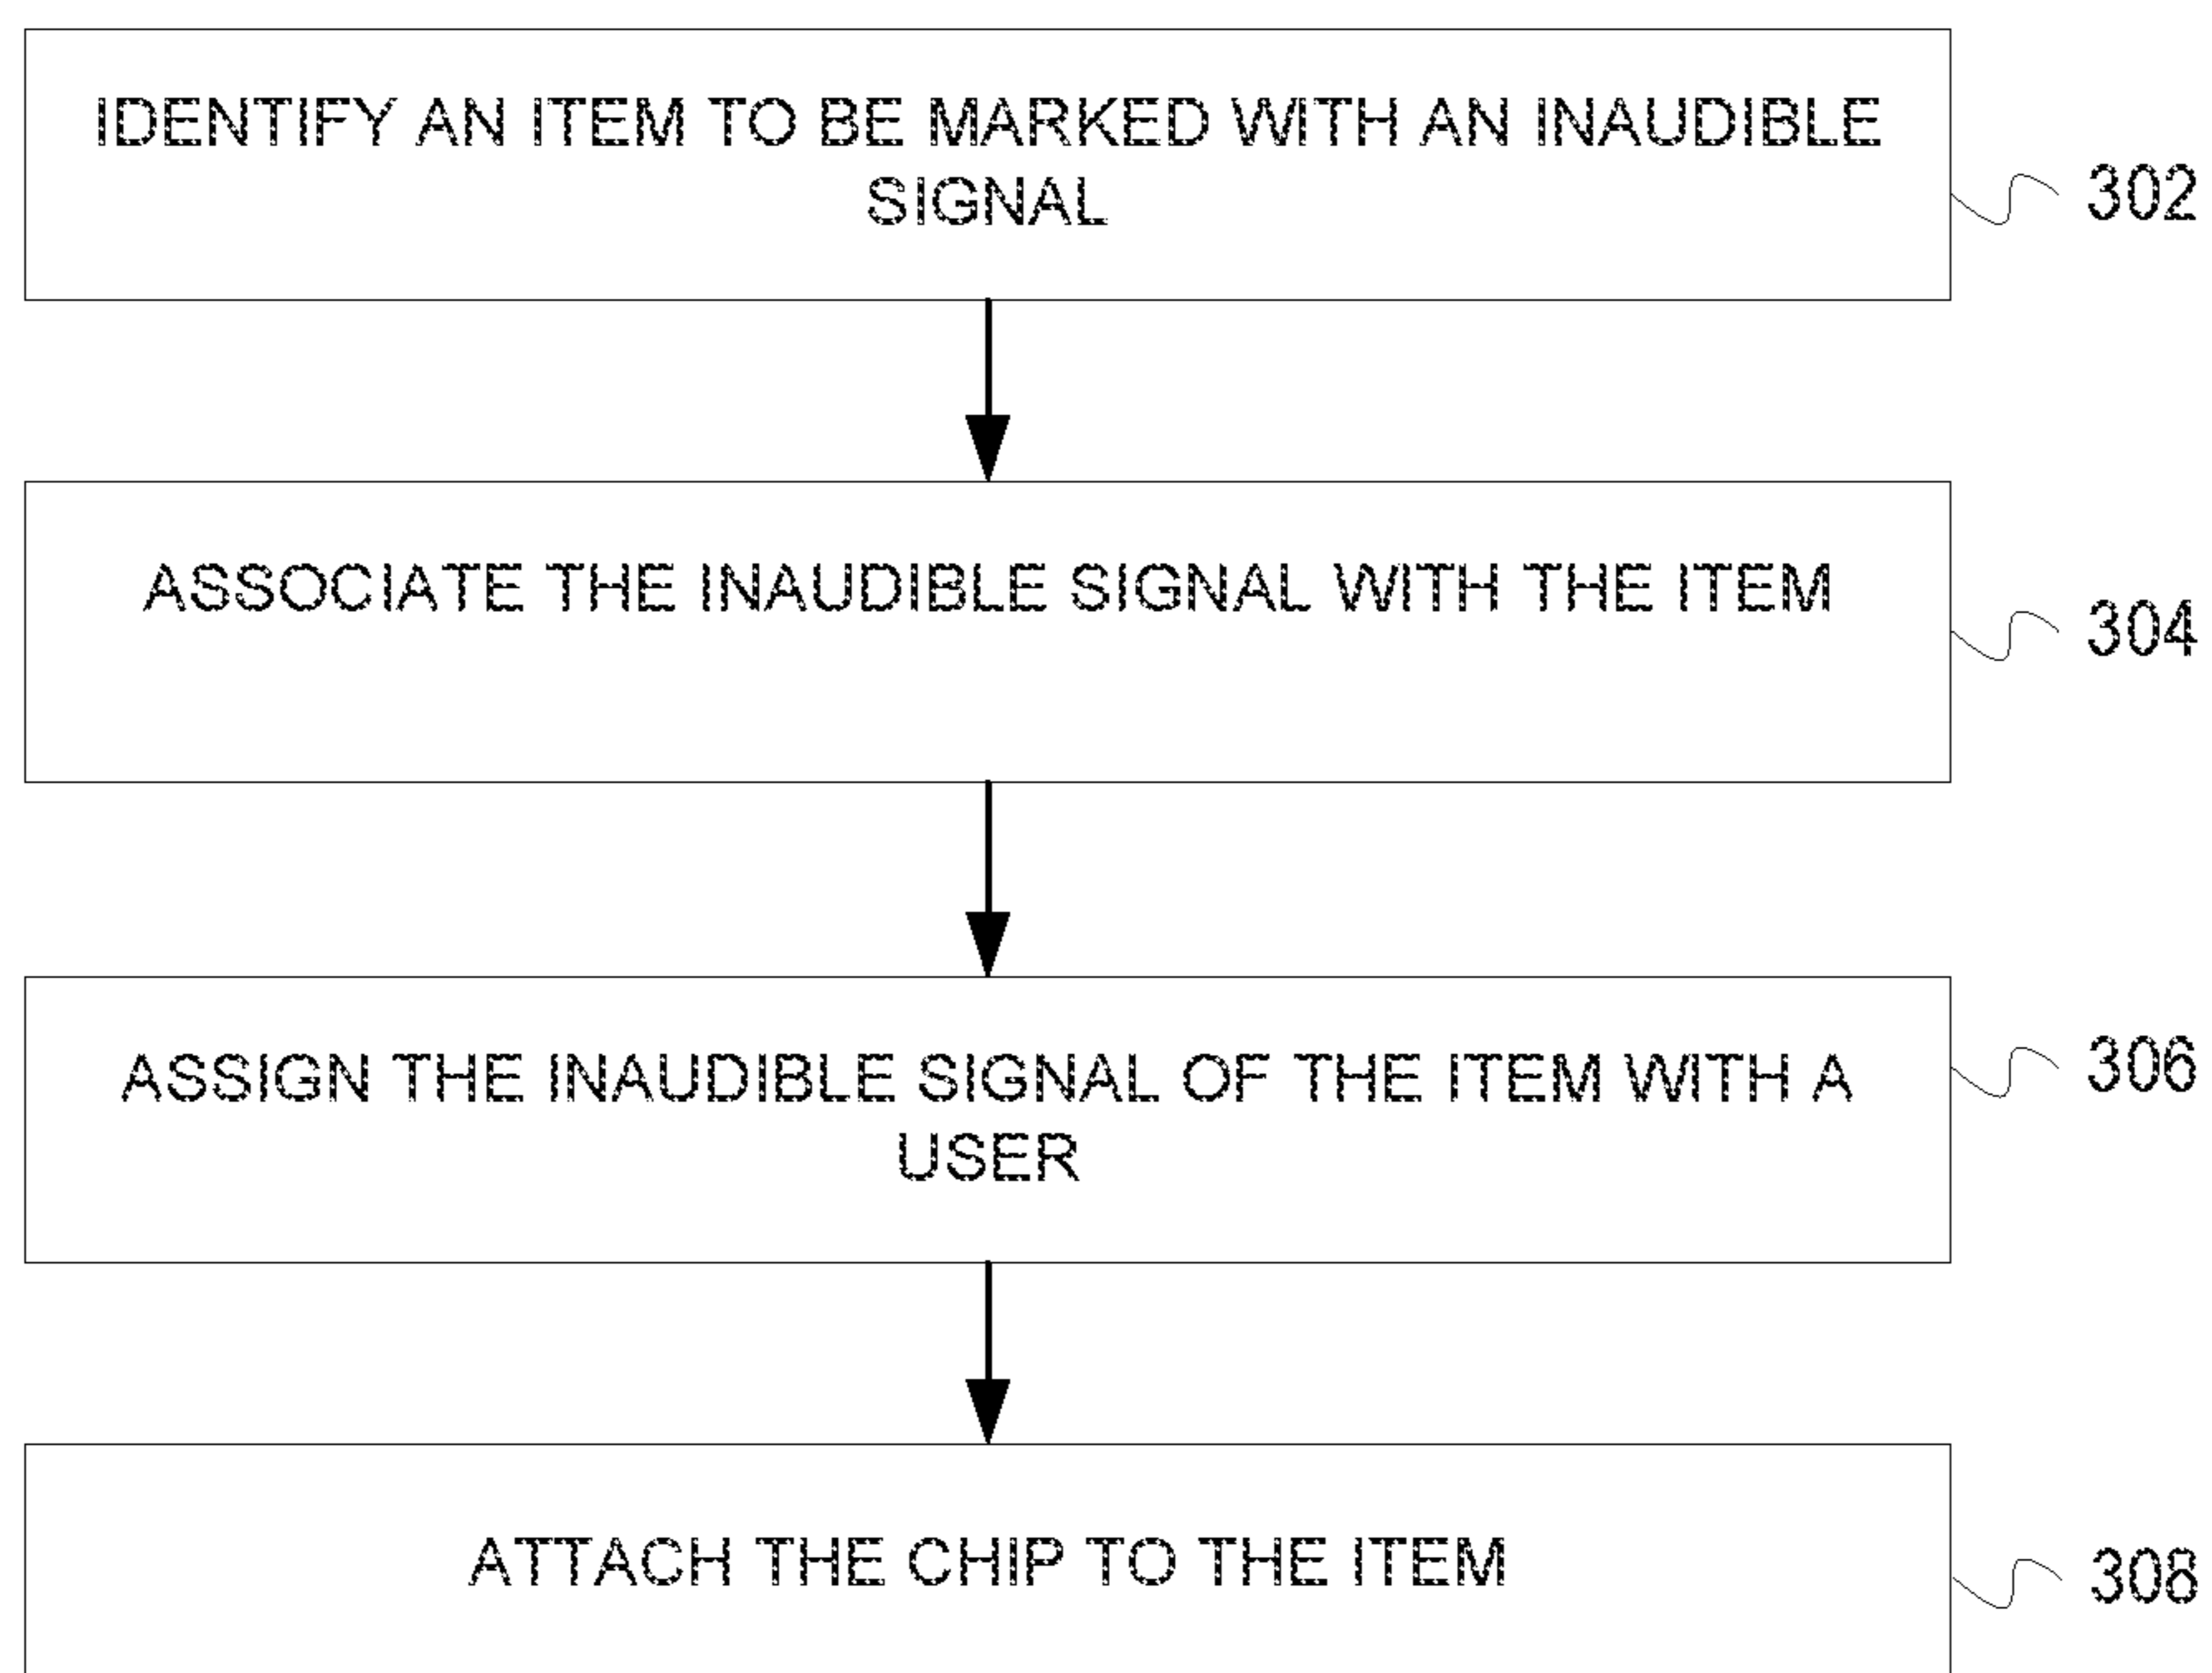 IDENTIFY AN ITEM TO BE MARKED WITH AN INAUDIBLE
SIGNAL
302
ASSOCIATE THE INAUDIBLE SIGNAL WITH THE ITEM
304
ASSIGN THE INAUDIBLE SIGNAL OF THE ITEM WITH A
USER
306
ATTACH THE CHIP TO THE ITEM
308